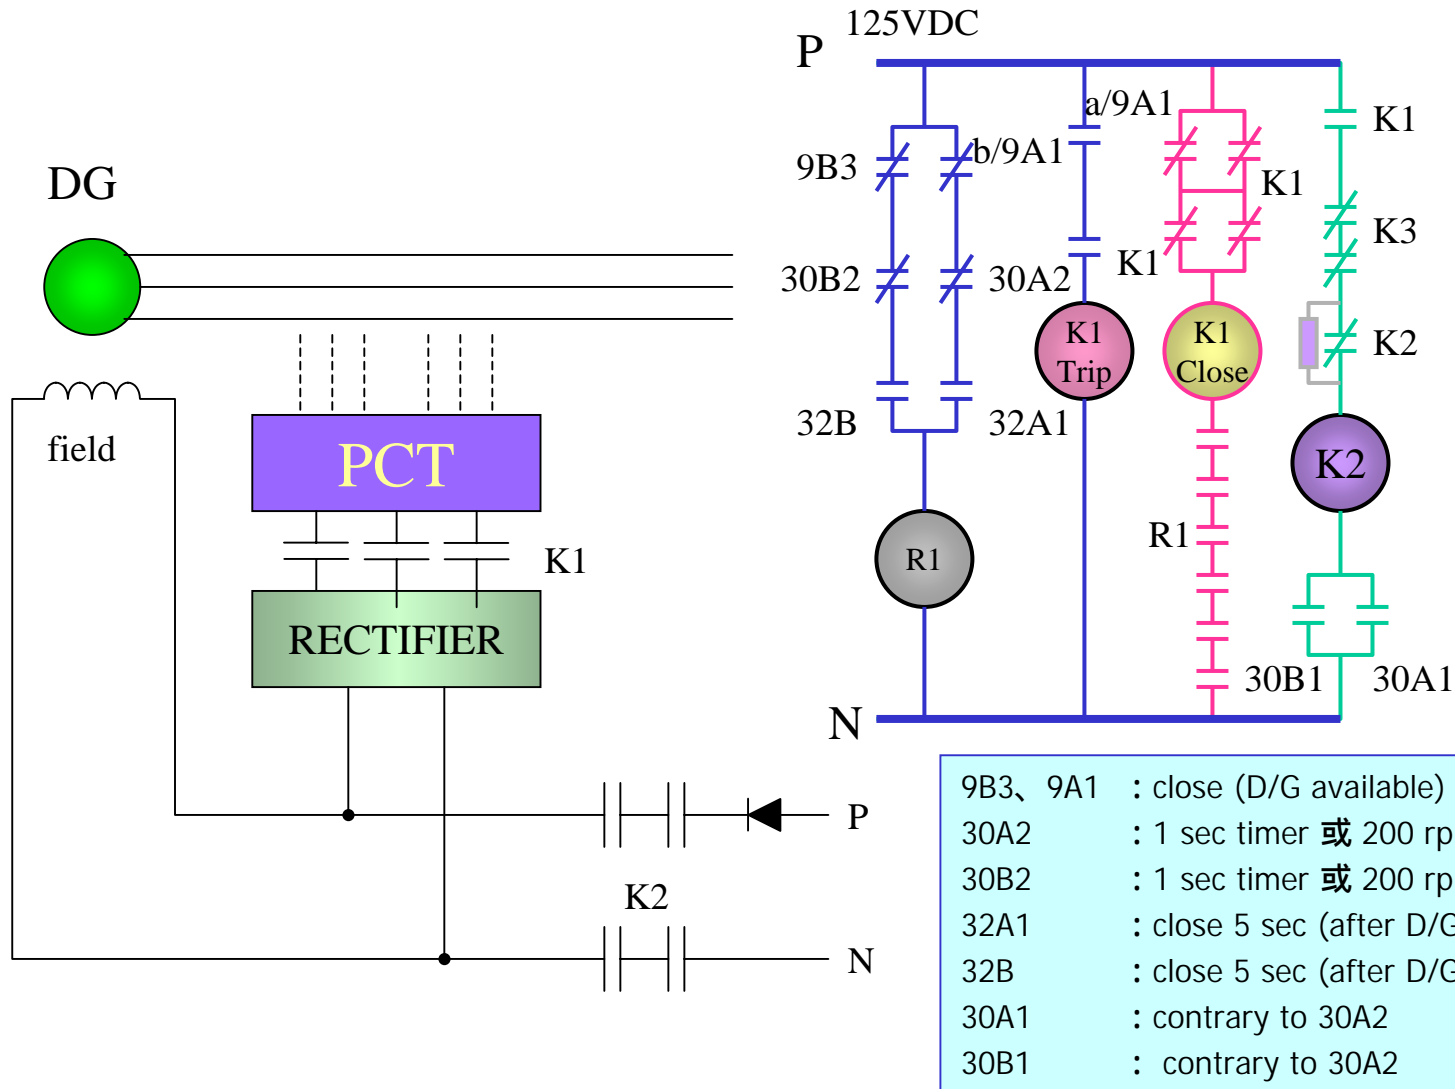 125VDC
P
DG
a/9A1
K1
9B3
b/9A1
K1
K3
30B2
30A2
K1
K1
Trip
K1
Close
K2
field
PCT
32B
32A1
K2
K1
R1
R1
RECTIFIER
30B1
30A1
N
P
K2
N
9B3、9A1 : close (D/G available)
30A2 : 1 sec timer 或 200 rp
30B2 : 1 sec timer 或 200 rp
32A1 : close 5 sec (after D/G
32B : close 5 sec (after D/G
30A1 : contrary to 30A2
30B1 : contrary to 30A2